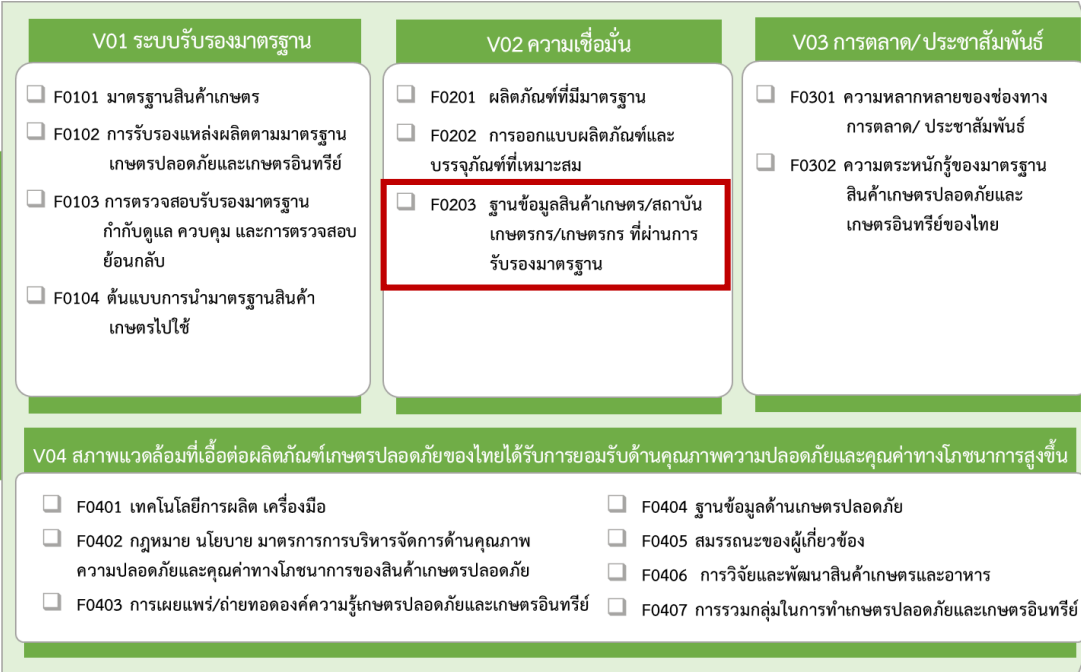 V01 ระบบรับรองมาตรฐาน
F0101 มาตรฐานสินค้าเกษตร
F0102 การรับรองแหล่งผลิตตามมาตรฐาน
เกษตรปลอดภัยและเกษตรอินทรีย์
F0103 การตรวจสอบรับรองมาตรฐาน
กำกับดูแล ควบคุม และการตรวจสอบ
ย้อนกลับ
F0104 ต้นแบบการนำมาตรฐานสินค้า
เกษตรไปใช้
V02 ความเชื่อมั่น
F0201 ผลิตภัณฑ์ที่มีมาตรฐาน
F0202 การออกแบบผลิตภัณฑ์และ
บรรจุภัณฑ์ที่เหมาะสม
F0203 ฐานข้อมูลสินค้าเกษตร/สถาบัน
เกษตรกร/เกษตรกร ที่ผ่านการ
รับรองมาตรฐาน
V03 การตลาด/ประชาสัมพันธ์
F0301 ความหลากหลายของช่องทาง
การตลาด/ ประชาสัมพันธ์
F0302 ความตระหนักรู้ของมาตรฐาน
สินค้าเกษตรปลอดภัยและ
เกษตรอินทรีย์ของไทย
V04 สภาพแวดล้อมที่เอื้อต่อผลิตภัณฑ์เกษตรปลอดภัยของไทยได้รับการยอมรับด้านคุณภาพความปลอดภัยและคุณค่าทางโภชนาการสูงขึ้น
F0401 เทคโนโลยีการผลิต เครื่องมือ
F0402 กฎหมาย นโยบาย มาตรการการบริหารจัดการด้านคุณภาพ
ความปลอดภัยและคุณค่าทางโภชนาการของสินค้าเกษตรปลอดภัย
F0403 การเผยแพร่/ถ่ายทอดองค์ความรู้เกษตรปลอดภัยและเกษตรอินทรีย์
F0404 ฐานข้อมูลด้านเกษตรปลอดภัย
F0405 สมรรถนะของผู้เกี่ยวข้อง
F0406 การวิจัยและพัฒนาสินค้าเกษตรและอาหาร
F0407 การรวมกลุ่มในการทำเกษตรปลอดภัยและเกษตรอินทรีย์